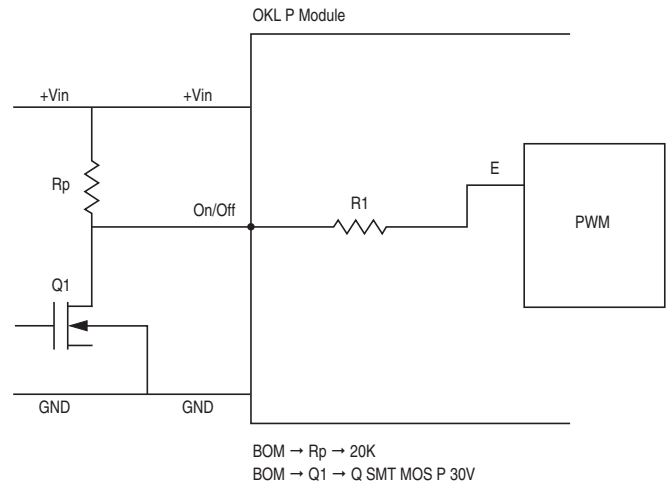 OKL P Module
+Vin
+Vin
Rp
On/Off
R1
E
PWM
Q1
GND
GND
BOM → Rp → 20K
BOM → Q1 → Q SMT MOS P 30V